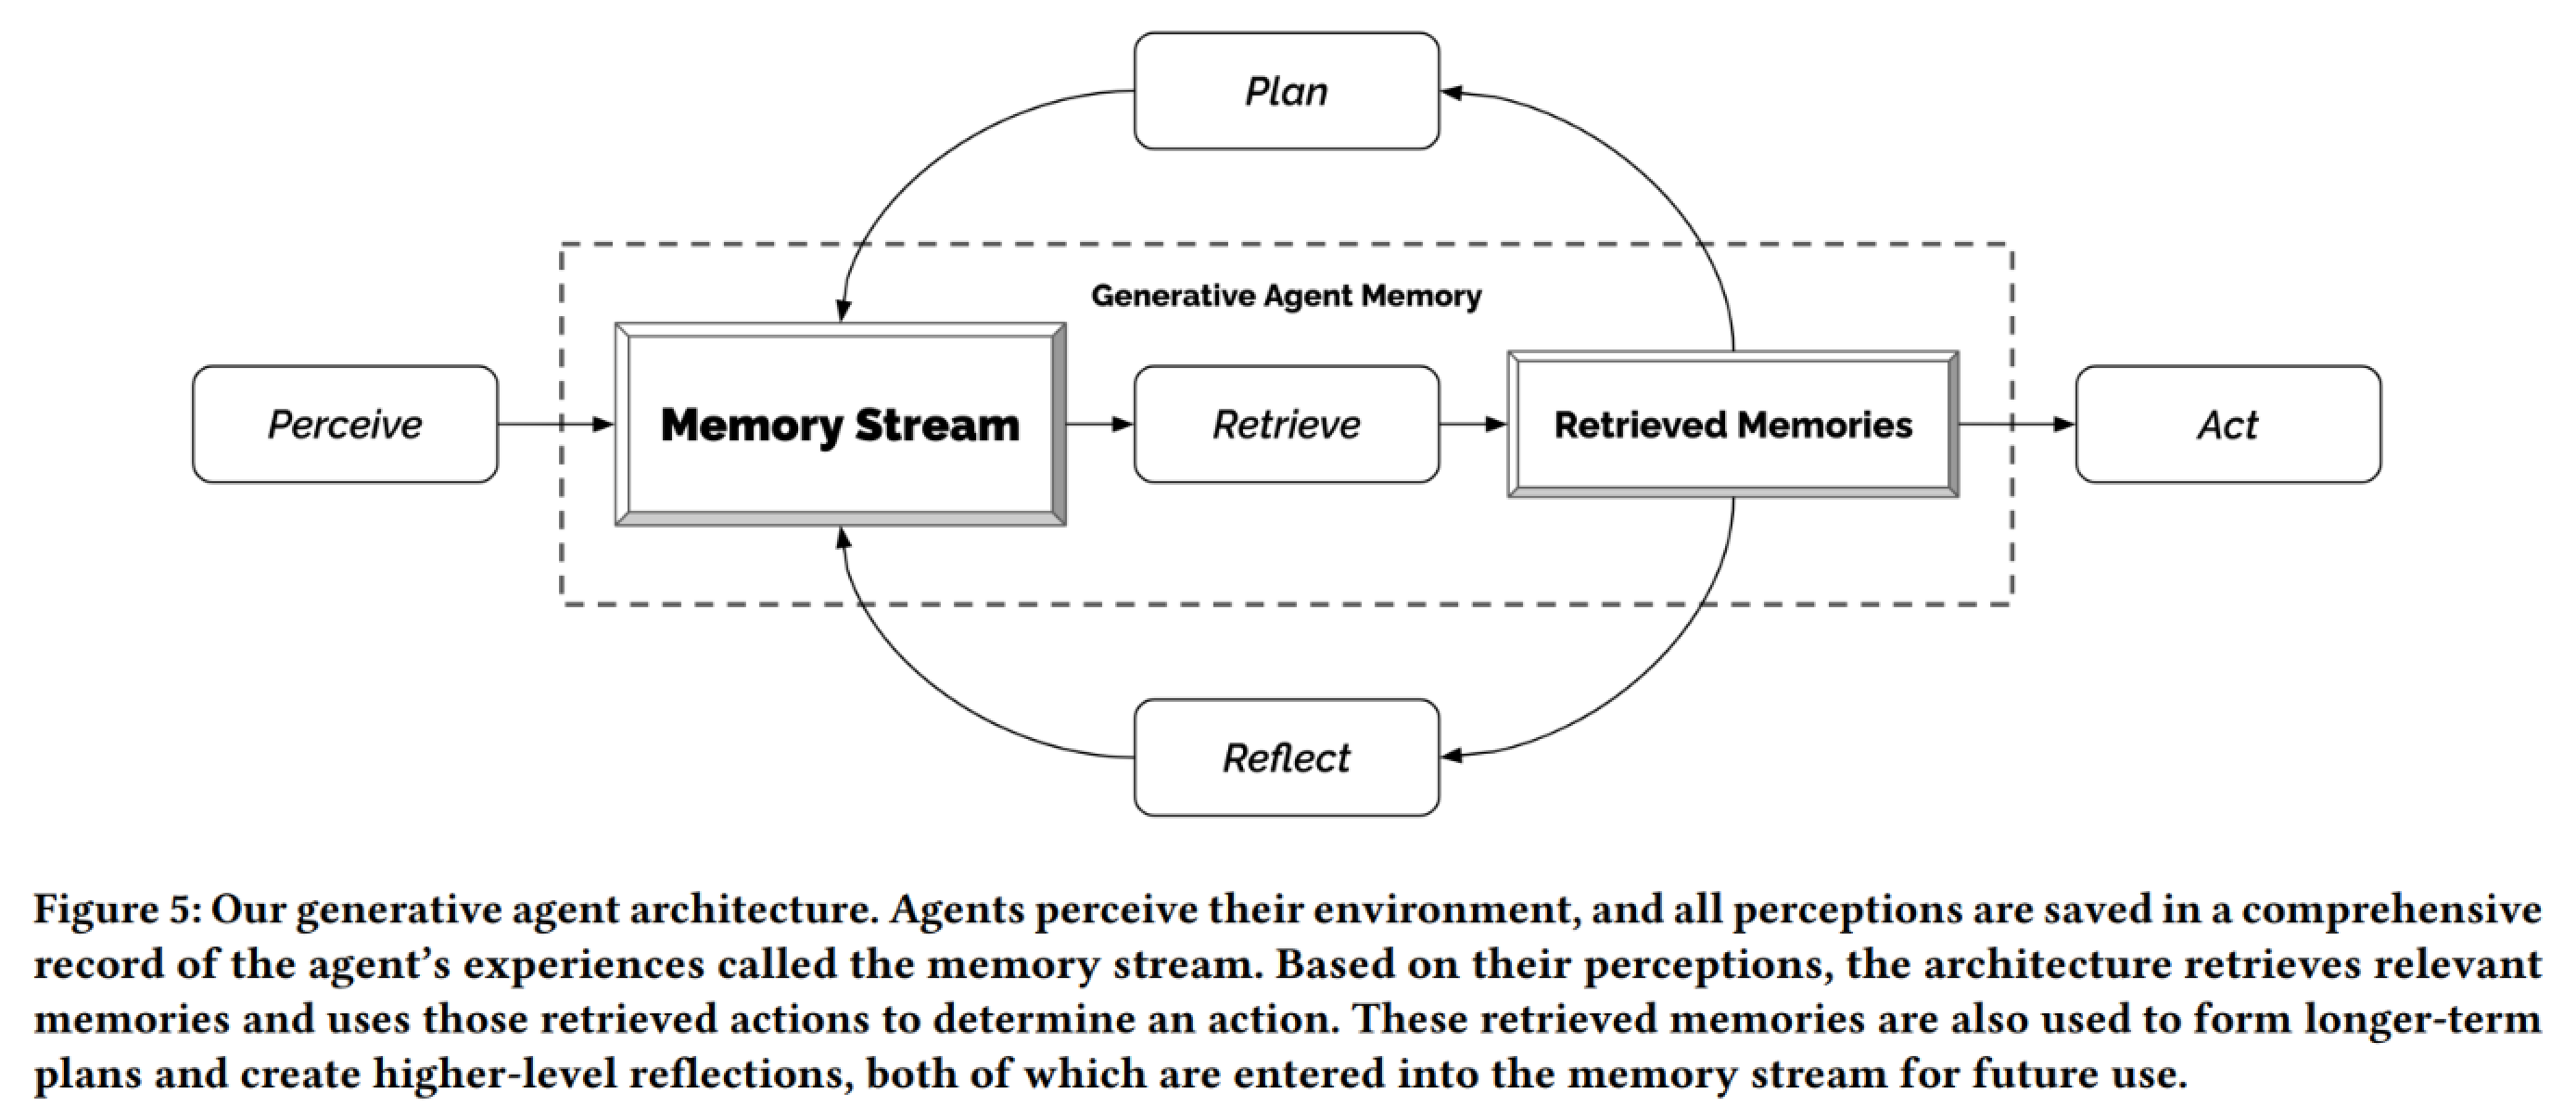 Plan
Generative Agent Memory
Perceive
Memory Stream
Retrieve
Retrieved Memories
Act
Reflect
Figure 5: Our generative agent architecture. Agents perceive their environment, and all perceptions are saved in a comprehensive
record of the agent’s experiences called the memory stream. Based on their perceptions, the architecture retrieves relevant
memories and uses those retrieved actions to determine an action. These retrieved memories are also used to form longer-term
plans and create higher-level reflections, both of which are entered into the memory stream for future use.